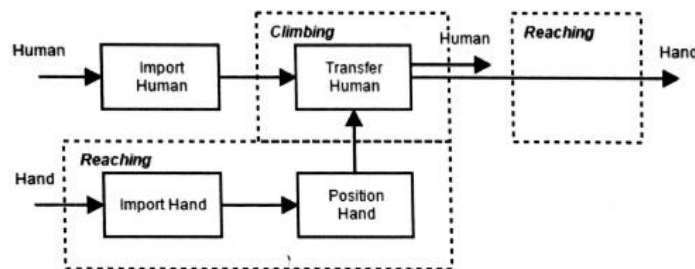 Climbing
Human
Reaching
Human
Import
Human
Transfer
Human
Hand
Reaching
Hand
Import Hand
Position
Hand